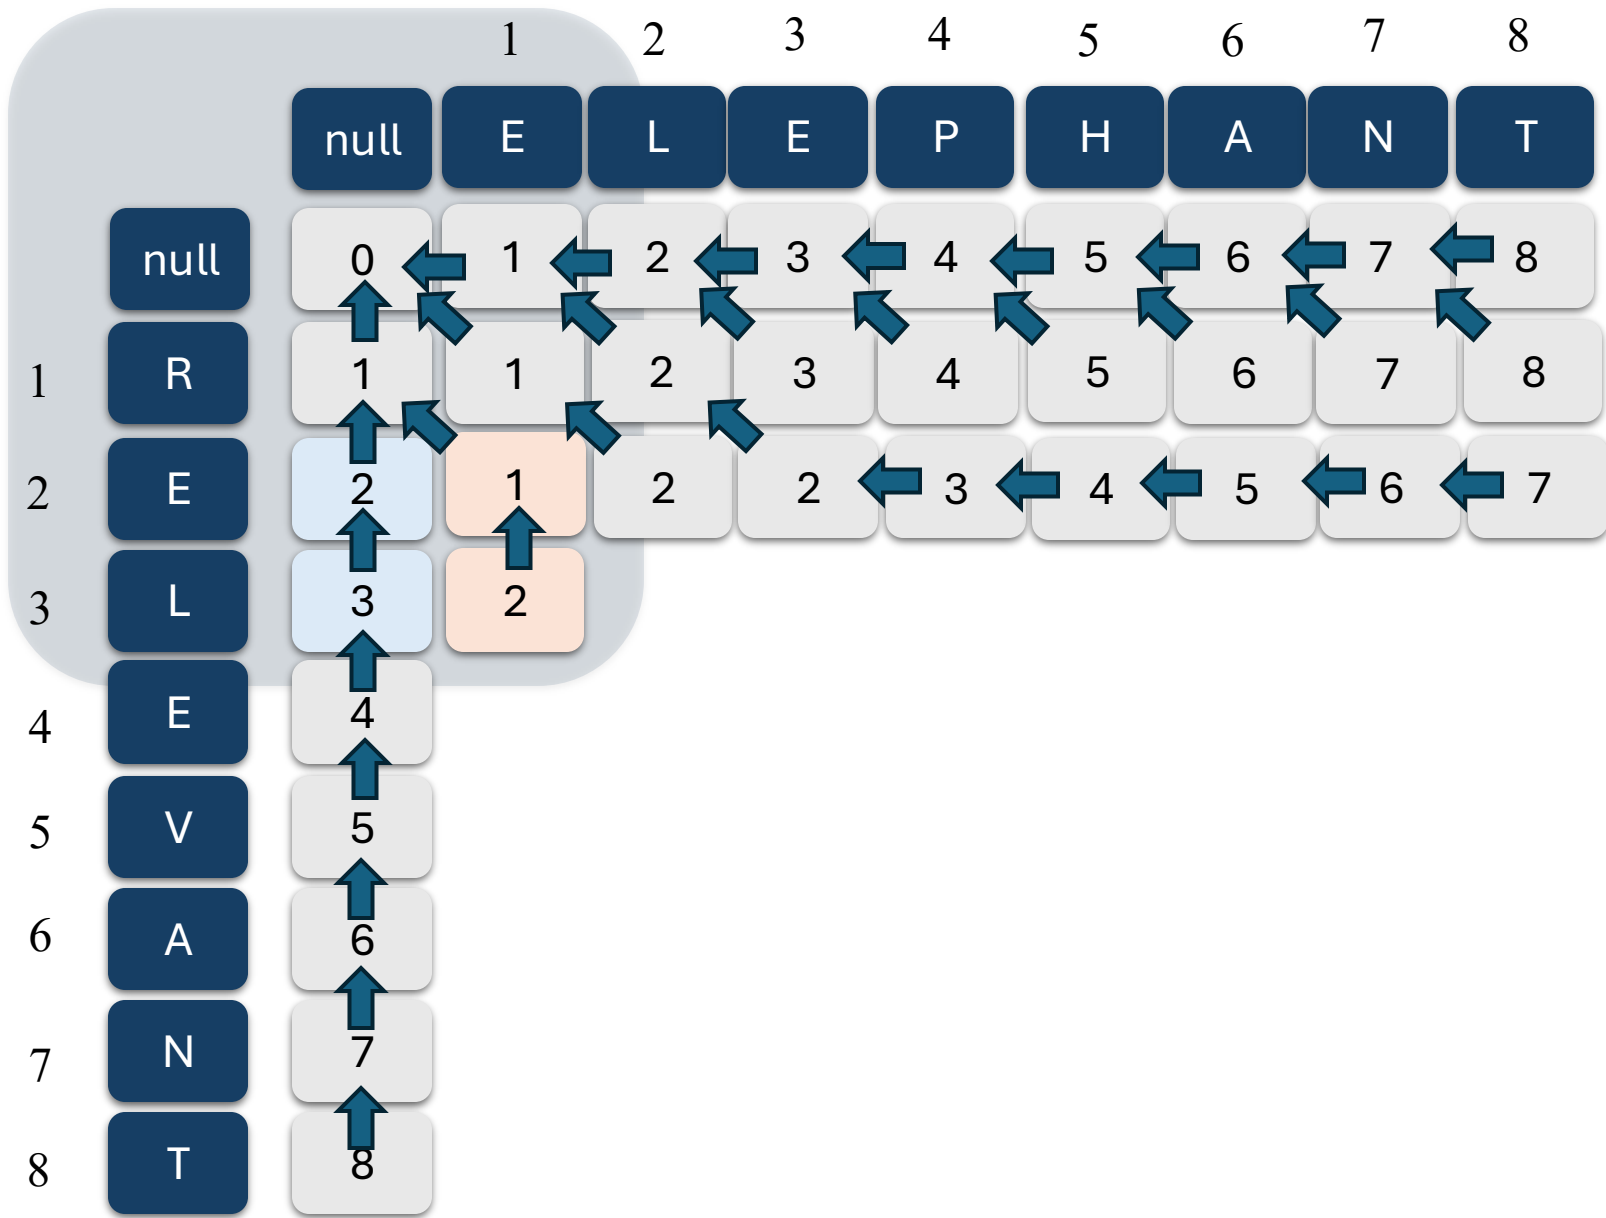 1 2 3 4 5 6 7 8
null E L E P H A N T
null 0 1 2 3 4 5 6 7 8
1 R 1 1 2 3 4 5 6 7 8
2 E 2 1 2 2 3 4 5 6 7
3 L 3 2
4 E 4
5 V 5
6 A 6
7 N 7
8 T 8